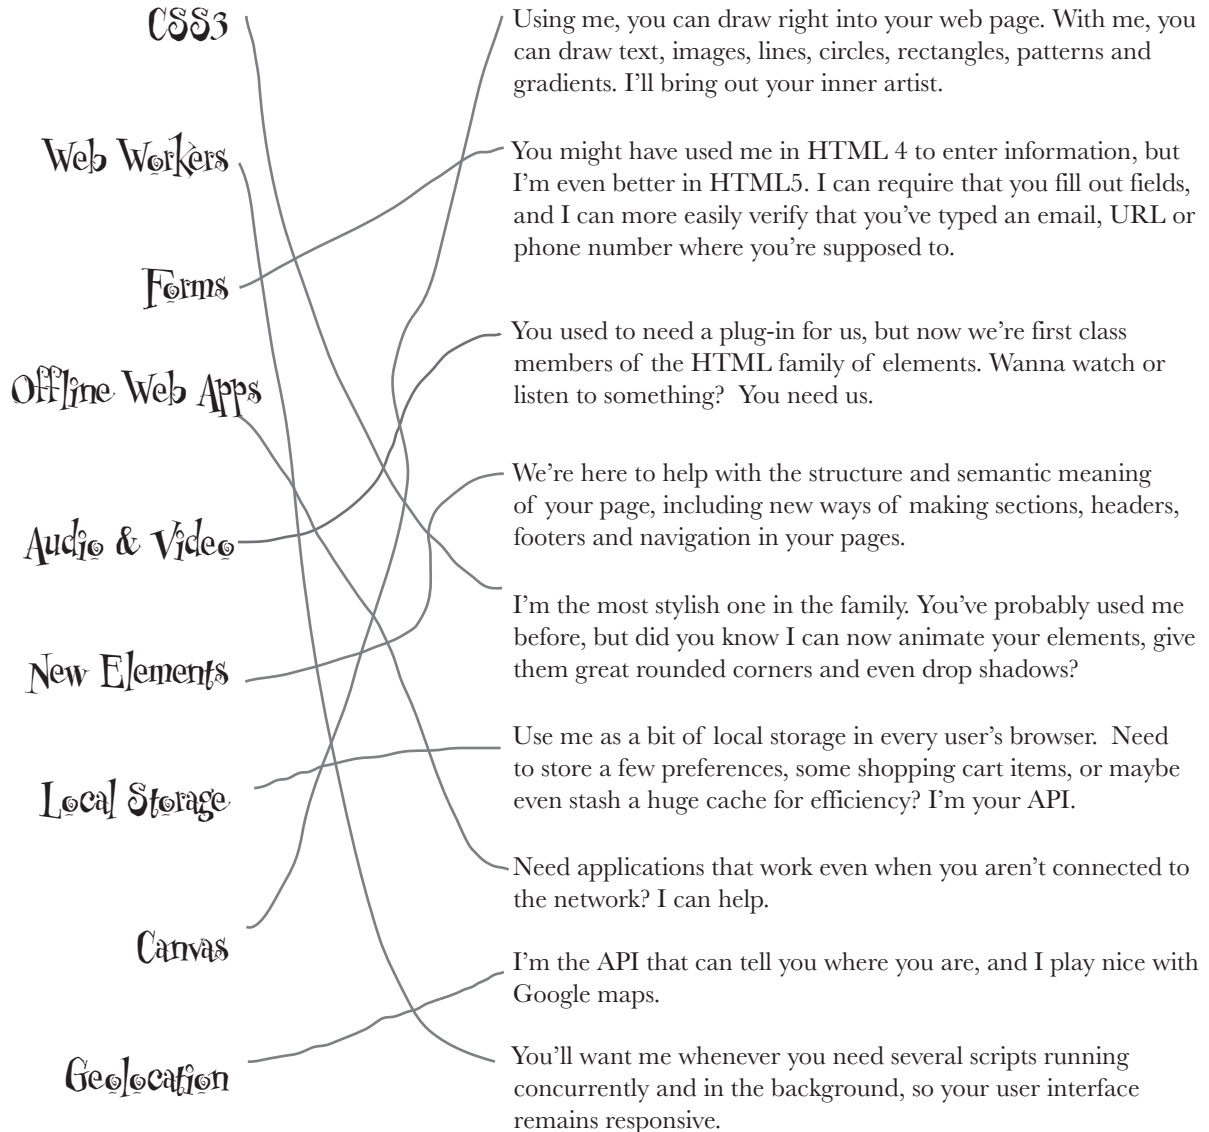 CSS3
Web Workers
Forms
Offline Web Apps
Audio & Video
New Elements
Local Storage
Canvas
Geolocation
Using me, you can draw right into your web page. With me, you
can draw text, images, lines, circles, rectangles, patterns and
gradients. I’ll bring out your inner artist.
You might have used me in HTML 4 to enter information, but
I’m even better in HTML5. I can require that you fill out fields,
and I can more easily verify that you’ve typed an email, URL or
phone number where you’re supposed to.
You used to need a plug-in for us, but now we’re first class
members of the HTML family of elements. Wanna watch or
listen to something?  You need us.
We’re here to help with the structure and semantic meaning
of your page, including new ways of making sections, headers,
footers and navigation in your pages.
I’m the most stylish one in the family. You’ve probably used me
before, but did you know I can now animate your elements, give
them great rounded corners and even drop shadows?
Use me as a bit of local storage in every user’s browser.  Need
to store a few preferences, some shopping cart items, or maybe
even stash a huge cache for efficiency? I’m your API.
Need applications that work even when you aren’t connected to
the network? I can help.
I’m the API that can tell you where you are, and I play nice with
Google maps.
You’ll want me whenever you need several scripts running
concurrently and in the background, so your user interface
remains responsive.